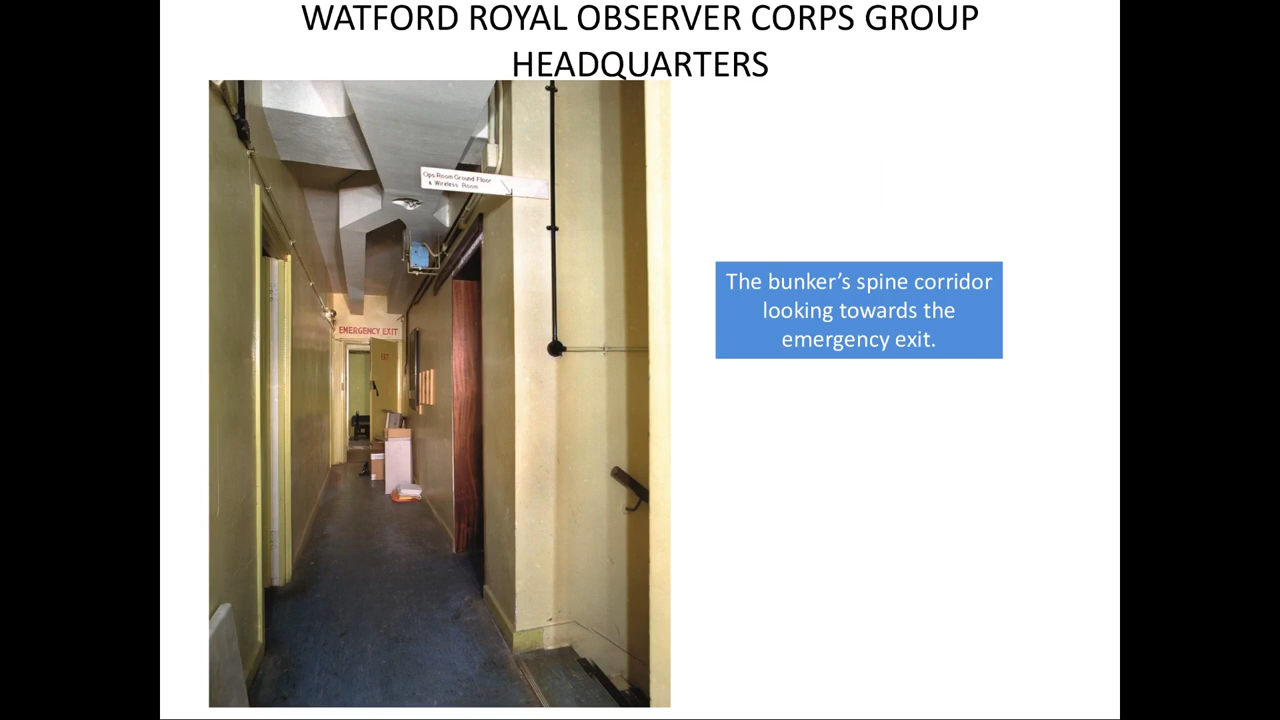 WATFORD ROYAL OBSERVER CORPS GROUP
HEADQUARTERS
Ops Room Ground Floor
& Wireless Room
EMERGENCY EXIT
EXIT
The bunker’s spine corridor
looking towards the
emergency exit.